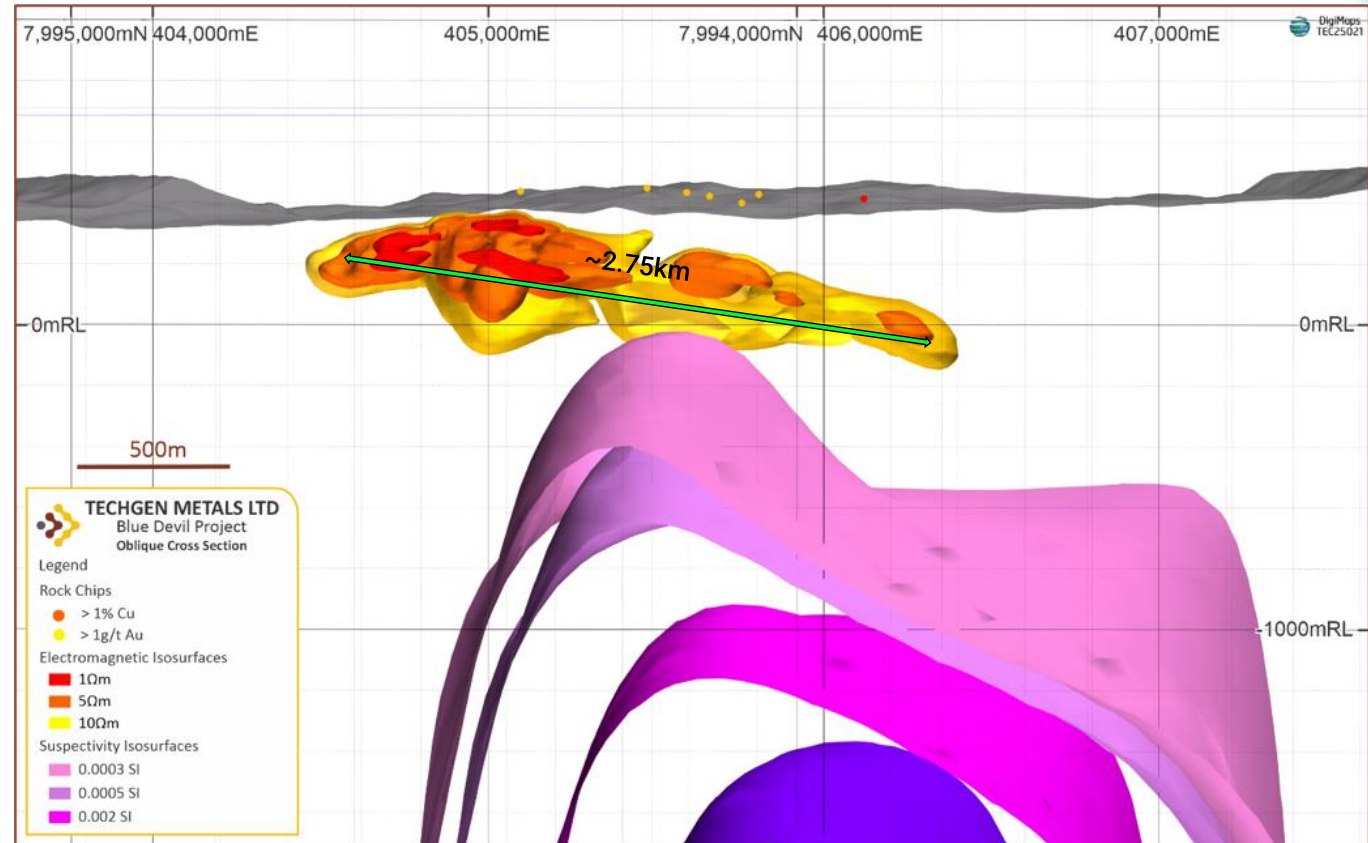 7,995,000mN 404,000mE 405,000mE 7,994,000mN 406,000mE 407,000mE
DigiMaps
TEC25021
~2.75km
0mRL 0mRL
500m
-1000mRL
TECHGEN METALS LTD
Blue Devil Project
Oblique Cross Section
Legend
Rock Chips
> 1% Cu
> 1g/t Au
Electromagnetic Isosurfaces
1Ωm
5Ωm
10Ωm
Suspectivity Isosurfaces
0.0003 SI
0.0005 SI
0.002 SI